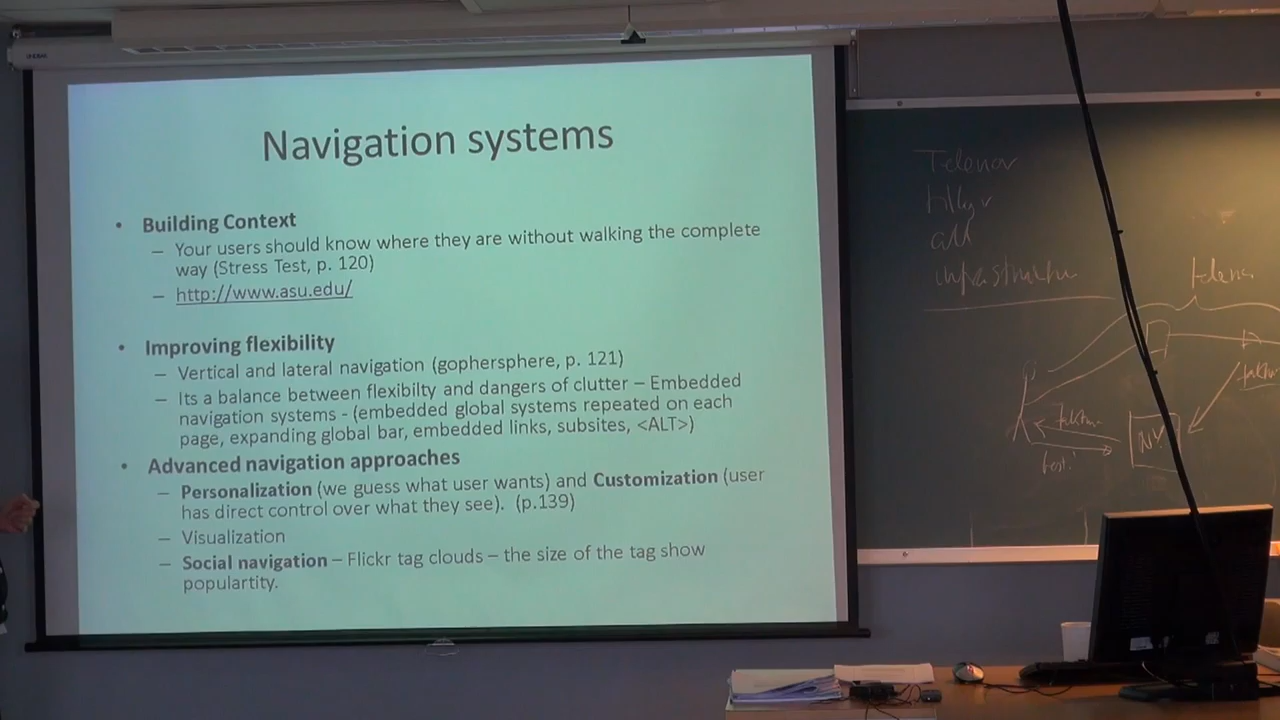 Navigation systems
• Building Context
– Your users should know where they are without walking the complete
way (Stress Test, p. 120)
– http://www.asu.edu/
• Improving flexibility
– Vertical and lateral navigation (gophersphere, p. 121)
– Its a balance between flexibilty and dangers of clutter – Embedded
navigation systems - (embedded global systems repeated on each
page, expanding global bar, embedded links, subsites, <ALT>)
• Advanced navigation approaches
– Personalization (we guess what user wants) and Customization (user
has direct control over what they see). (p.139)
– Visualization
– Social navigation – Flickr tag clouds – the size of the tag show
popultartity.
Telenor